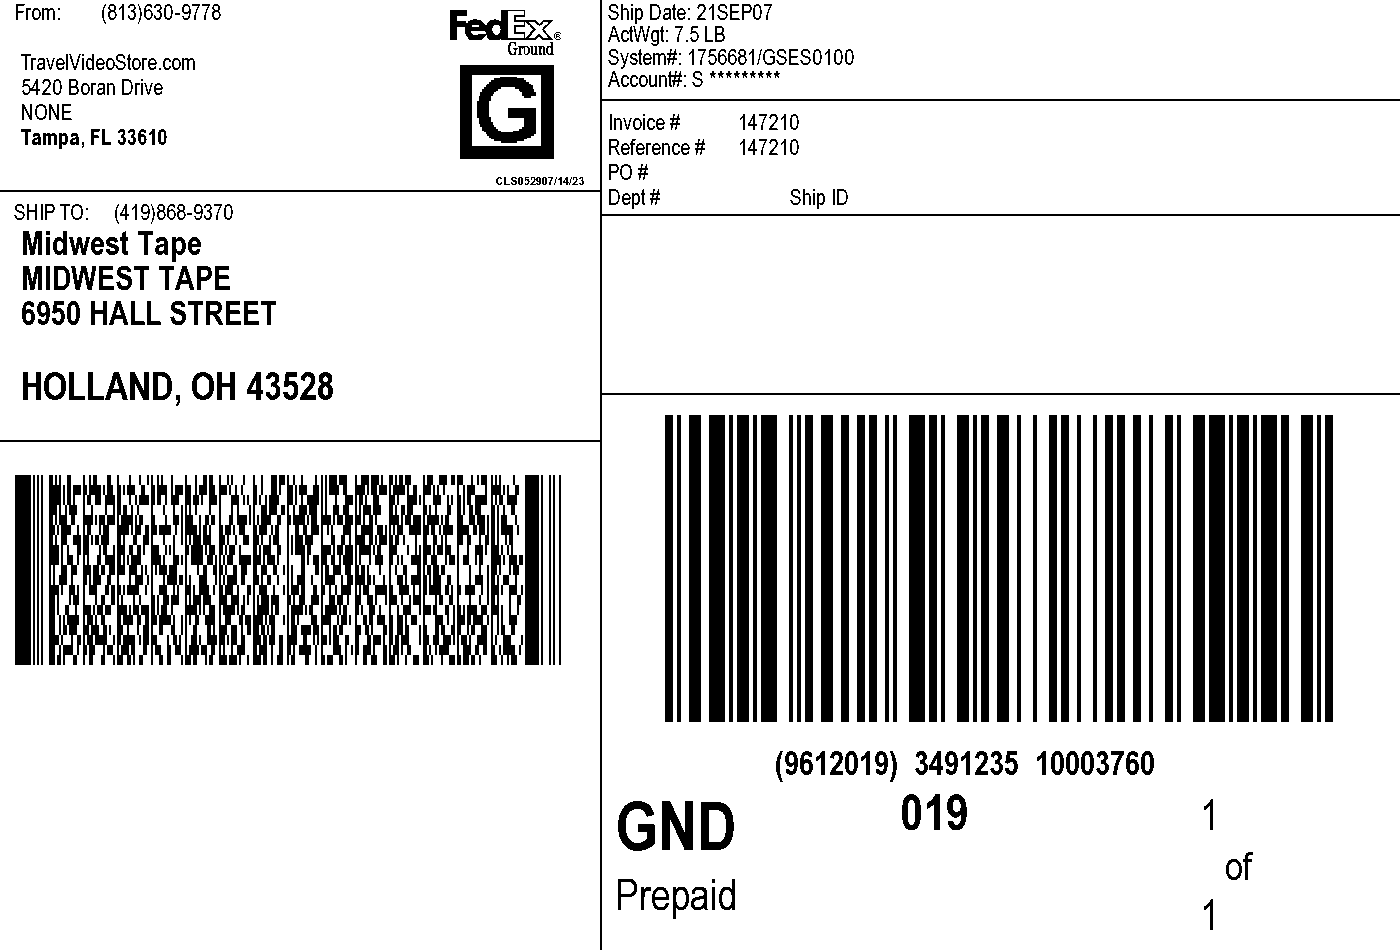 From: (813)630-9778
TravelVideoStore.com
5420 Boran Drive
NONE
Tampa, FL 33610
FedEx®
Ground
G
CLS052907/14/23
Ship Date: 21SEP07
ActWgt: 7.5 LB
System#: 1756681/GSES0100
Account#: S *********
Invoice # 147210
Reference # 147210
PO #
Dept # Ship ID
SHIP TO: (419)868-9370
Midwest Tape
MIDWEST TAPE
6950 HALL STREET
HOLLAND, OH 43528
(9612019) 3491235 10003760
GND 019 1
of
Prepaid 1